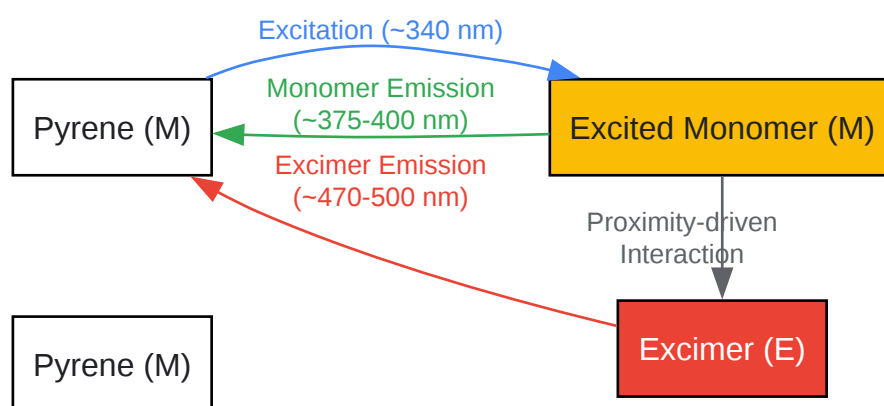 Excitation (~340 nm)
Monomer Emission
(~375-400 nm)
Pyrene (M)
Excited Monomer (M)
Excimer Emission
(~470-500 nm)
Proximity-driven
Interaction
Excimer (E)
Pyrene (M)